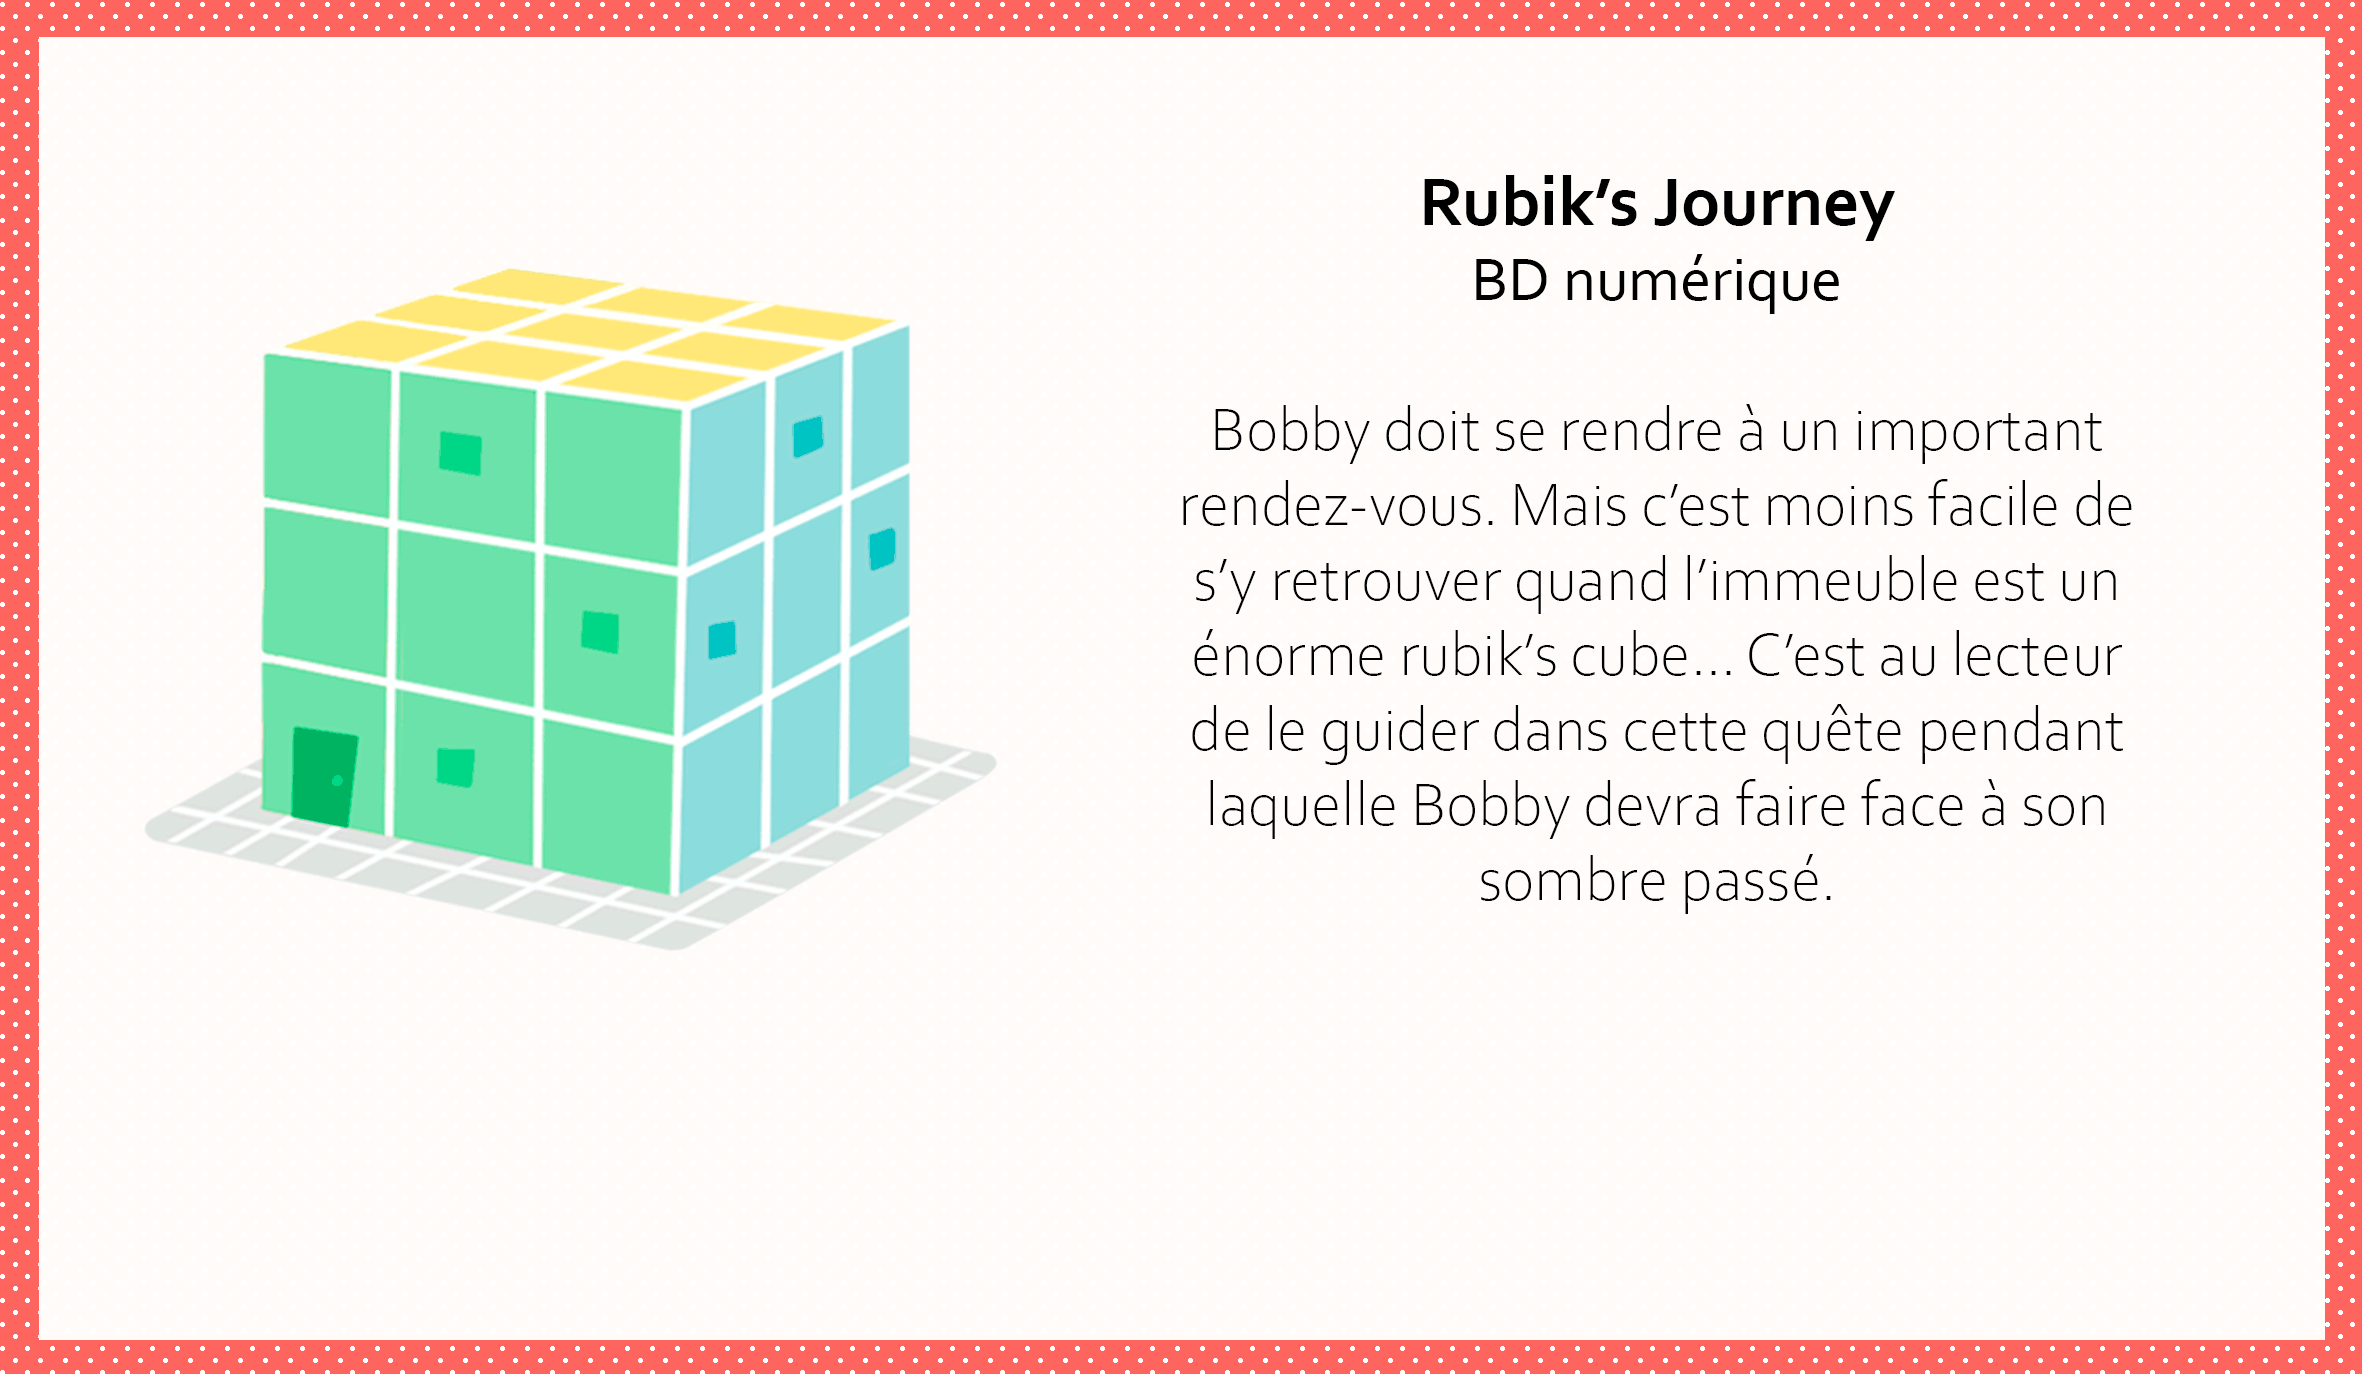 Rubik’s Journey
BD numérique
Bobby doit se rendre à un important
rendez-vous. Mais c’est moins facile de
s’y retrouver quand l’immeuble est un
énorme rubik’s cube... C’est au lecteur
de le guider dans cette quête pendant
laquelle Bobby devra faire face à son
sombre passé.